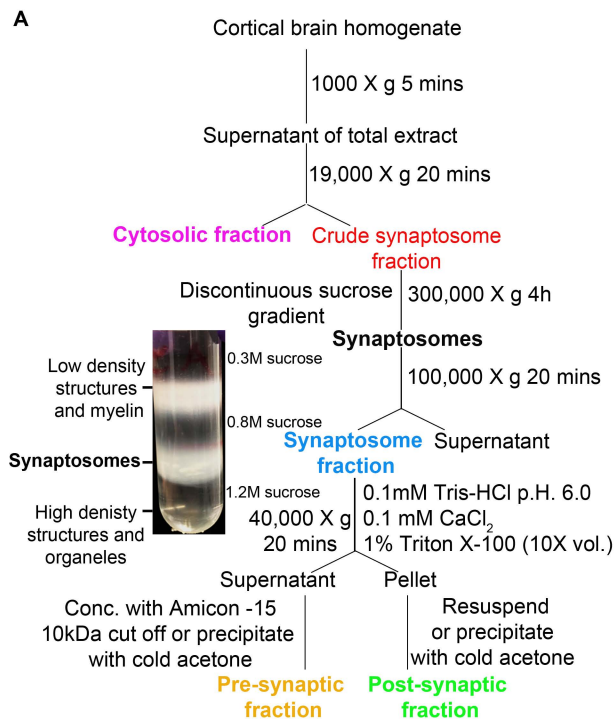 A
Cortical brain homogenate
1000 X g 5 mins
Supernatant of total extract
19,000 X g 20 mins
Cytosolic fraction
Crude synaptosome
fraction
Discontinuous sucrose
gradient
300,000 X g 4h
Synaptosomes
100,000 X g 20 mins
Low density
structures
and myelin
0.3M sucrose
0.8M sucrose
Synaptosomes
1.2M sucrose
High denisty
structures and
organeles
Synaptosome
fraction
Supernatant
40,000 X g
20 mins
0.1mM Tris-HCl p.H. 6.0
0.1 mM CaCl₂
1% Triton X-100 (10X vol.)
Supernatant
Pellet
Conc. with Amicon -15
10kDa cut off or precipitate
with cold acetone
Resuspend
or precipitate
with cold acetone
Pre-synaptic
fraction
Post-synaptic
fraction